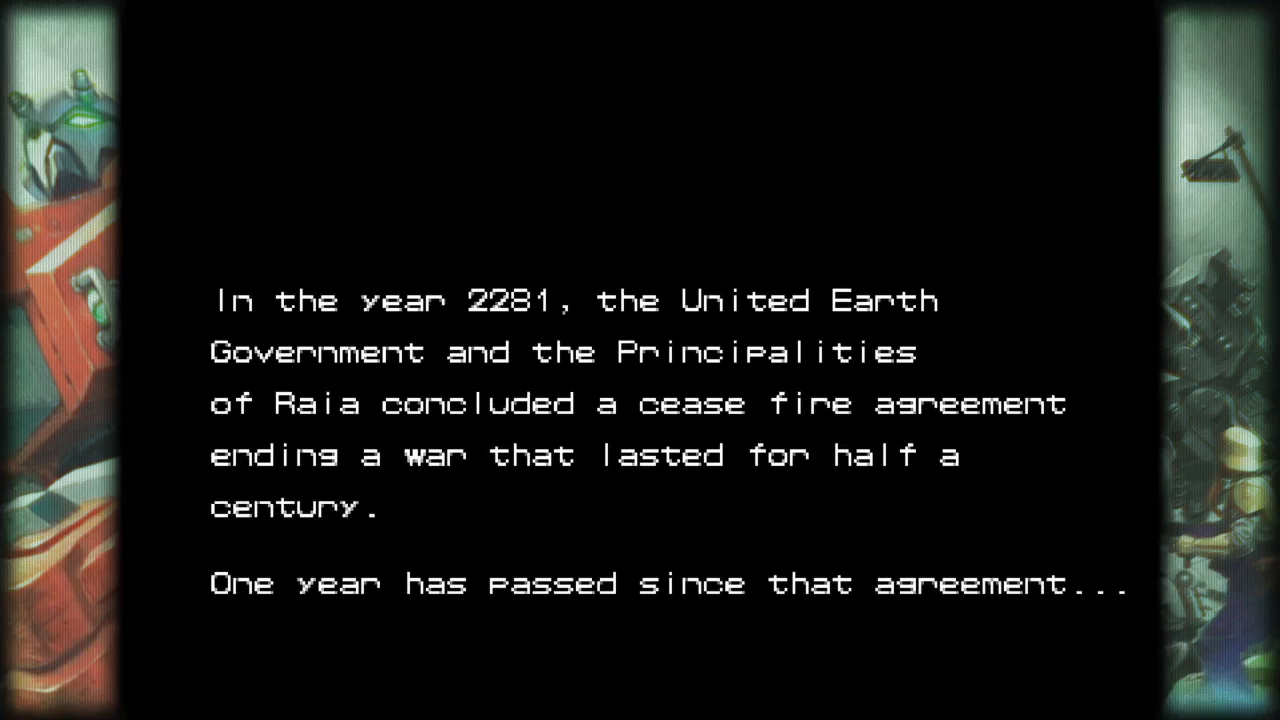 In the year 2281, the United Earth
Government and the Principalities
of Raia concluded a cease fire agreement
ending a war that lasted for half a
century.
One year has passed since that agreement...